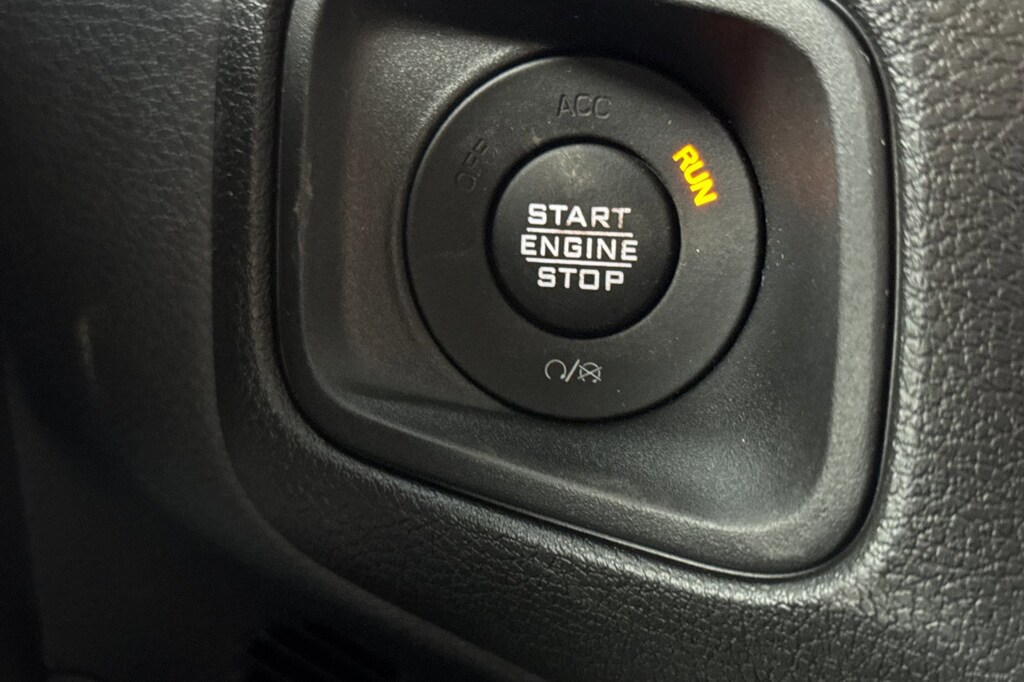 ACC
OFF
RUN
START
ENGINE
STOP